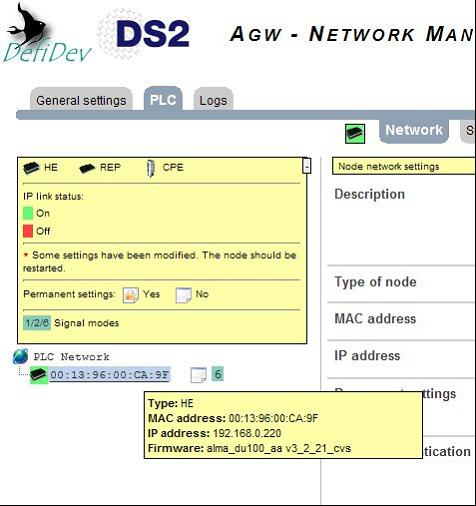 DefiDev
DS2
AGW - NETWORK MAN
General settings
PLC
Logs
Network
S
HE
REP
CPE
-
IP link status:
On
Off
* Some settings have been modified. The node should be
restarted.
Permanent settings:
Yes
No
1/2/6 Signal modes
PLC Network
00:13:96:00:CA:9F
6
Type: HE
MAC address: 00:13:96:00:CA:9F
IP address: 192.168.0.220
Firmware: alma_du100_aa v3_2_21_cvs
Node network settings
Description
Type of node
MAC address
IP address
ttings
tication